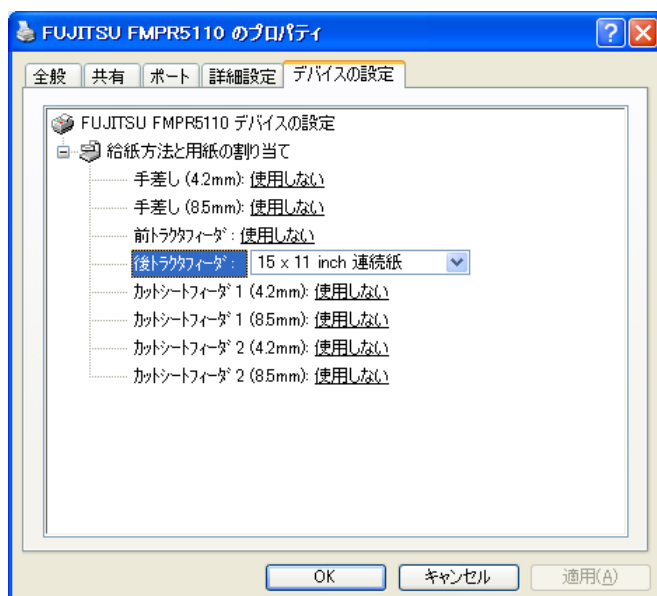 FUJITSU FMPR5110 のプロパティ
全般 共有 ポート 詳細設定 デバイスの設定
FUJITSU FMPR5110 デバイスの設定
給紙方法と用紙の割り当て
手差し (4.2mm): 使用しない
手差し (8.5mm): 使用しない
前トラクタフィーダ: 使用しない
後トラクタフィーダ: 15 x 11 inch 連続紙
カットシートフィーダ 1 (4.2mm): 使用しない
カットシートフィーダ 1 (8.5mm): 使用しない
カットシートフィーダ 2 (4.2mm): 使用しない
カットシートフィーダ 2 (8.5mm): 使用しない
OK キャンセル 適用(A)